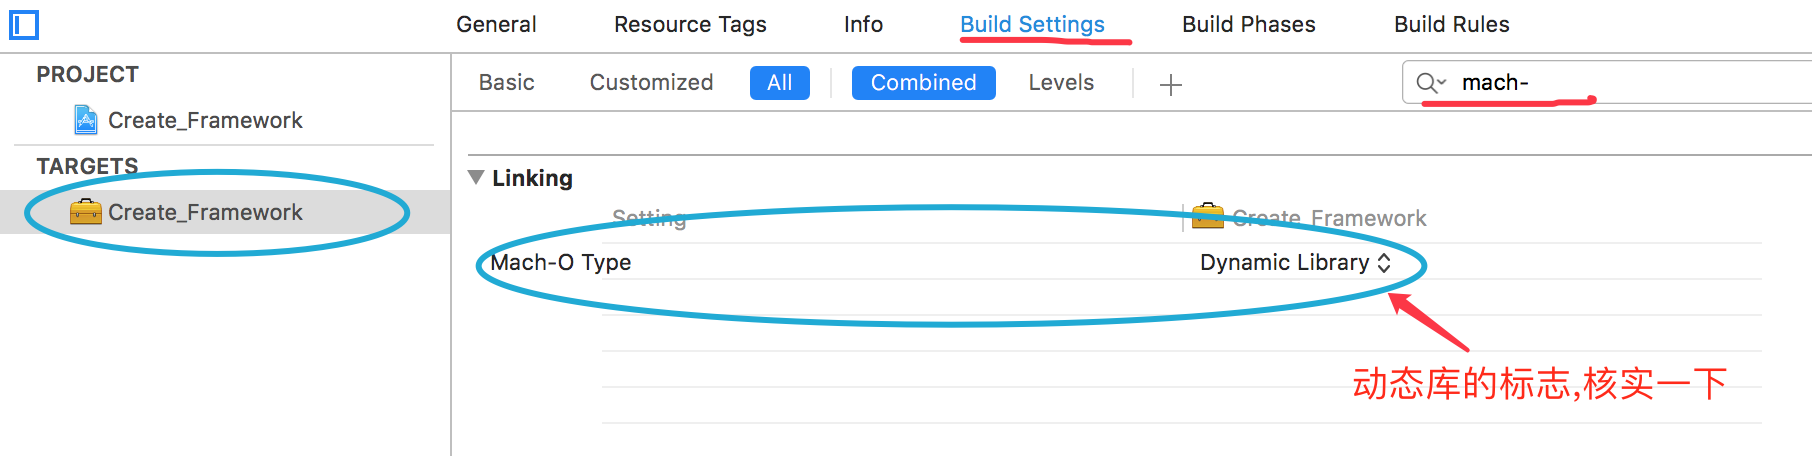 General Resource Tags Info Build Settings Build Phases Build Rules
PROJECT
Create_Framework
TARGETS
Create_Framework
Basic Customized All Combined Levels + mach-
Linking
Setting Create_Framework
Mach-O Type Dynamic Library
动态库的标志,核实一下